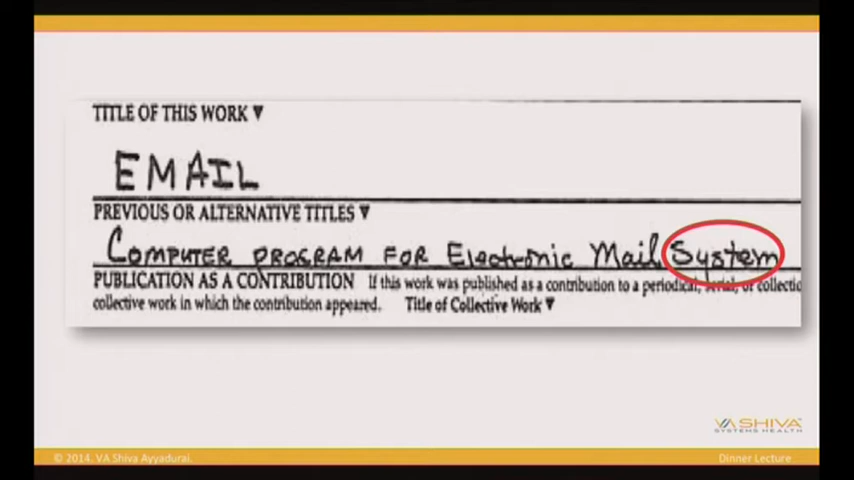 TITLE OF THIS WORK ▼
EMAIL
PREVIOUS OR ALTERNATIVE TITLES ▼
COMPUTER PROGRAM FOR Electronic Mail System
PUBLICATION AS A CONTRIBUTION If this work was published as a contribution to a periodical, serial, or collectio
collective work in which the contribution appeared. Title of Collective Work ▼
VA SHIVA
SYSTEMS HEALTH
© 2014. VA Shiva Ayyadurai.
Dinner Lecture